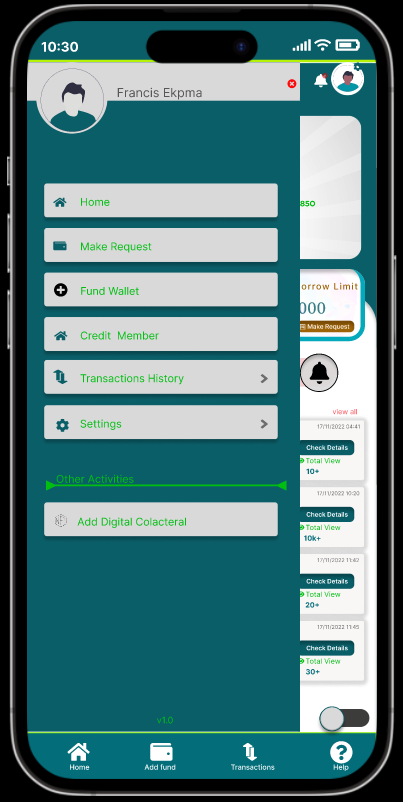 10:30
Francis Ekpma
Home
Make Request
Fund Wallet
Credit Member
Transactions History
Settings
Other Activities
Add Digital Colacteral
v1.0
850
orrow Limit
000
Make Request
view all
17/11/2022 04:41
Check Details
Total View
10+
17/11/2022 10:20
Check Details
Total View
10k+
17/11/2022 11:42
Check Details
Total View
20+
17/11/2022 11:45
Check Details
Total View
30+
Home
Add fund
Transactions
Help